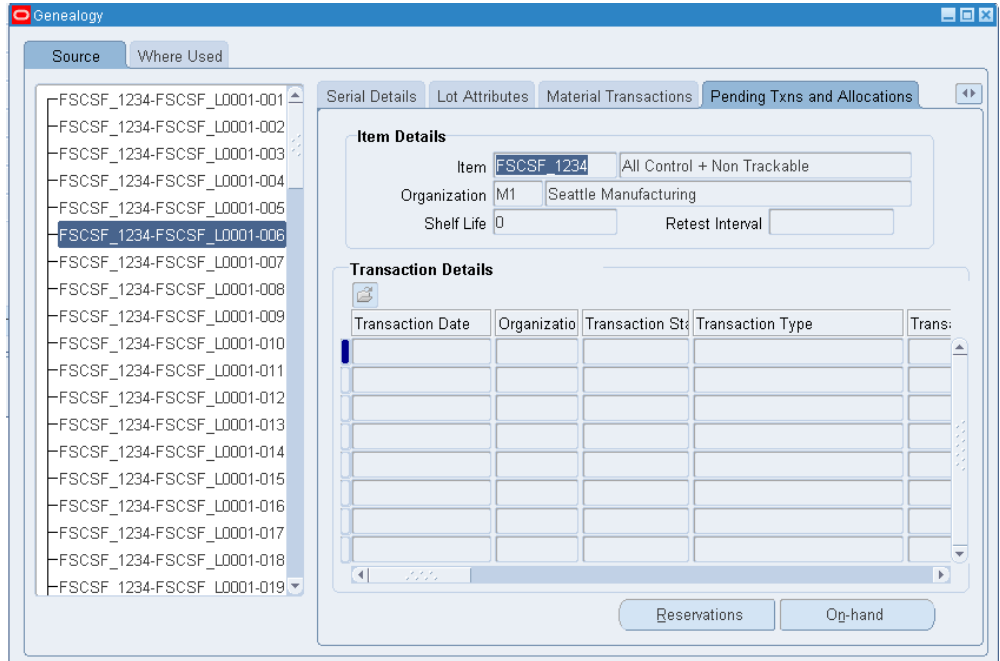 Genealogy
Source Where Used
FSCSF_1234-FSCSF_L0001-001
FSCSF_1234-FSCSF_L0001-002
FSCSF_1234-FSCSF_L0001-003
FSCSF_1234-FSCSF_L0001-004
FSCSF_1234-FSCSF_L0001-005
FSCSF_1234-FSCSF_L0001-006
FSCSF_1234-FSCSF_L0001-007
FSCSF_1234-FSCSF_L0001-008
FSCSF_1234-FSCSF_L0001-009
FSCSF_1234-FSCSF_L0001-010
FSCSF_1234-FSCSF_L0001-011
FSCSF_1234-FSCSF_L0001-012
FSCSF_1234-FSCSF_L0001-013
FSCSF_1234-FSCSF_L0001-014
FSCSF_1234-FSCSF_L0001-015
FSCSF_1234-FSCSF_L0001-016
FSCSF_1234-FSCSF_L0001-017
FSCSF_1234-FSCSF_L0001-018
FSCSF_1234-FSCSF_L0001-019
Serial Details Lot Attributes Material Transactions Pending Txns and Allocations
Item Details
Item FSCSF_1234 All Control + Non Trackable
Organization M1 Seattle Manufacturing
Shelf Life 0 Retest Interval
Transaction Details
Transaction Date Organizatio Transaction Sta Transaction Type Transa
Reservations On-hand